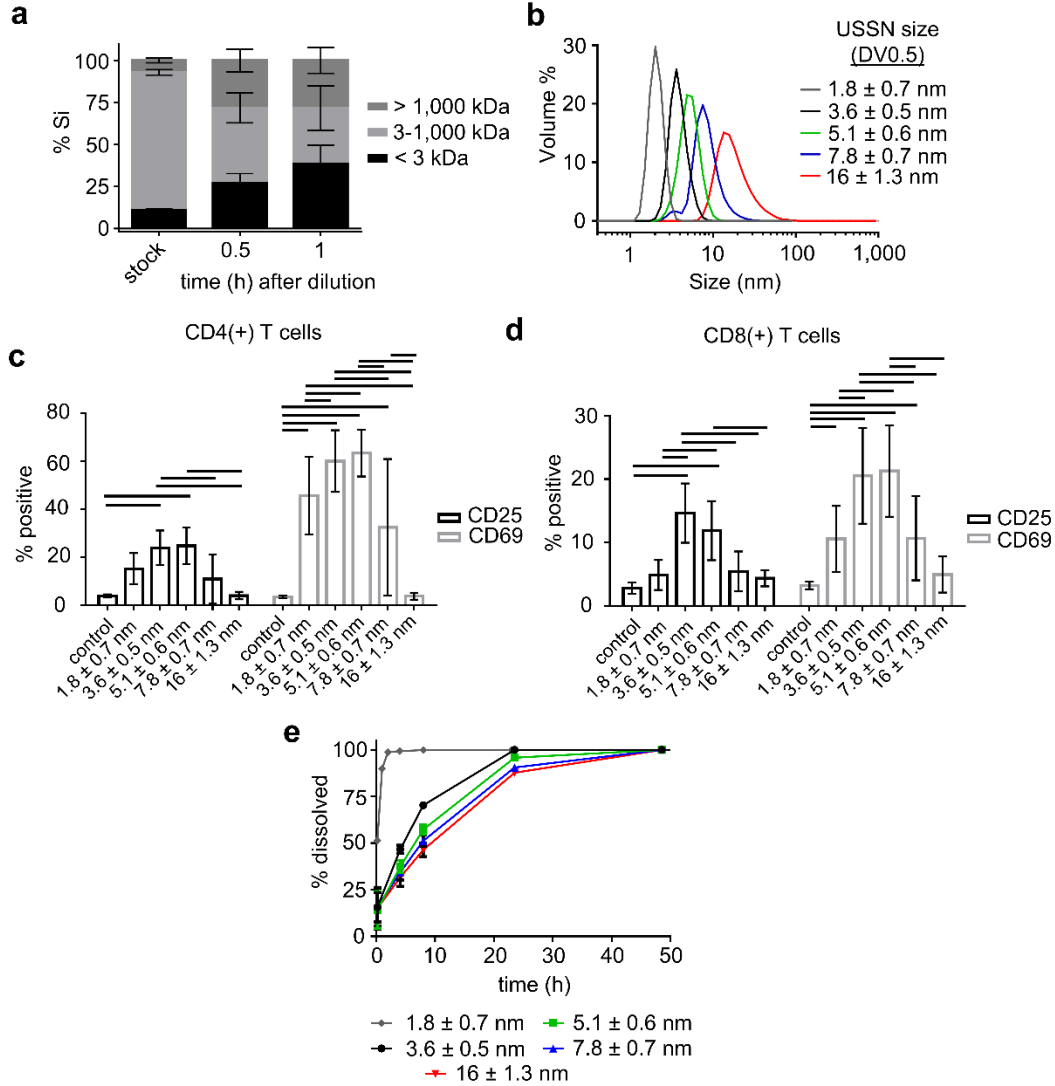 a
100
75
50
25
0
% Si
> 1,000 kDa
3-1,000 kDa
< 3 kDa
stock
0.5
1
time (h) after dilution
b
30
20
10
0
Volume %
1
10
100
1,000
Size (nm)
USSN size
(DV0.5)
1.8 ± 0.7 nm
3.6 ± 0.5 nm
5.1 ± 0.6 nm
7.8 ± 0.7 nm
16 ± 1.3 nm
c
CD4(+) T cells
80
60
40
20
0
% positive
CD25
CD69
control
1.8 ± 0.7 nm
3.6 ± 0.5 nm
5.1 ± 0.6 nm
7.8 ± 0.7 nm
16 ± 1.3 nm
control
1.8 ± 0.7 nm
3.6 ± 0.5 nm
5.1 ± 0.6 nm
7.8 ± 0.7 nm
16 ± 1.3 nm
d
CD8(+) T cells
30
20
10
0
% positive
CD25
CD69
control
1.8 ± 0.7 nm
3.6 ± 0.5 nm
5.1 ± 0.6 nm
7.8 ± 0.7 nm
16 ± 1.3 nm
control
1.8 ± 0.7 nm
3.6 ± 0.5 nm
5.1 ± 0.6 nm
7.8 ± 0.7 nm
16 ± 1.3 nm
e
100
75
50
25
0
% dissolved
0
10
20
30
40
50
time (h)
1.8 ± 0.7 nm
5.1 ± 0.6 nm
3.6 ± 0.5 nm
7.8 ± 0.7 nm
16 ± 1.3 nm